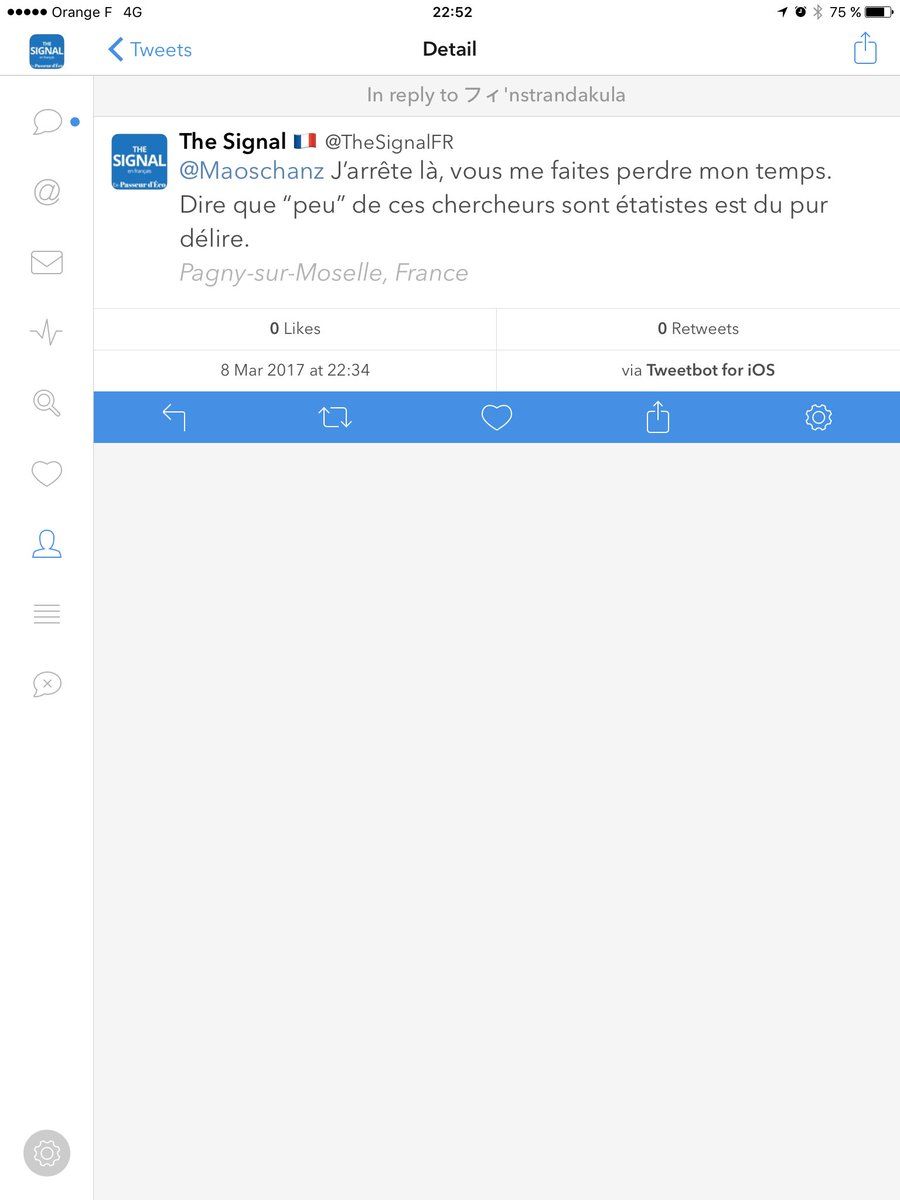 Orange F 4G
22:52
75 %
THE
SIGNAL
en français
Le Passeur d'Éco
Tweets
Detail
In reply to フィ'nstrandakula
THE
SIGNAL
en français
Le Passeur d'Éco
The Signal 🇫🇷 @TheSignalFR
@Maoschanz J’arrête là, vous me faites perdre mon temps.
Dire que “peu” de ces chercheurs sont étatistes est du pur
délire.
Pagny-sur-Moselle, France
0 Likes
0 Retweets
8 Mar 2017 at 22:34
via Tweetbot for iOS